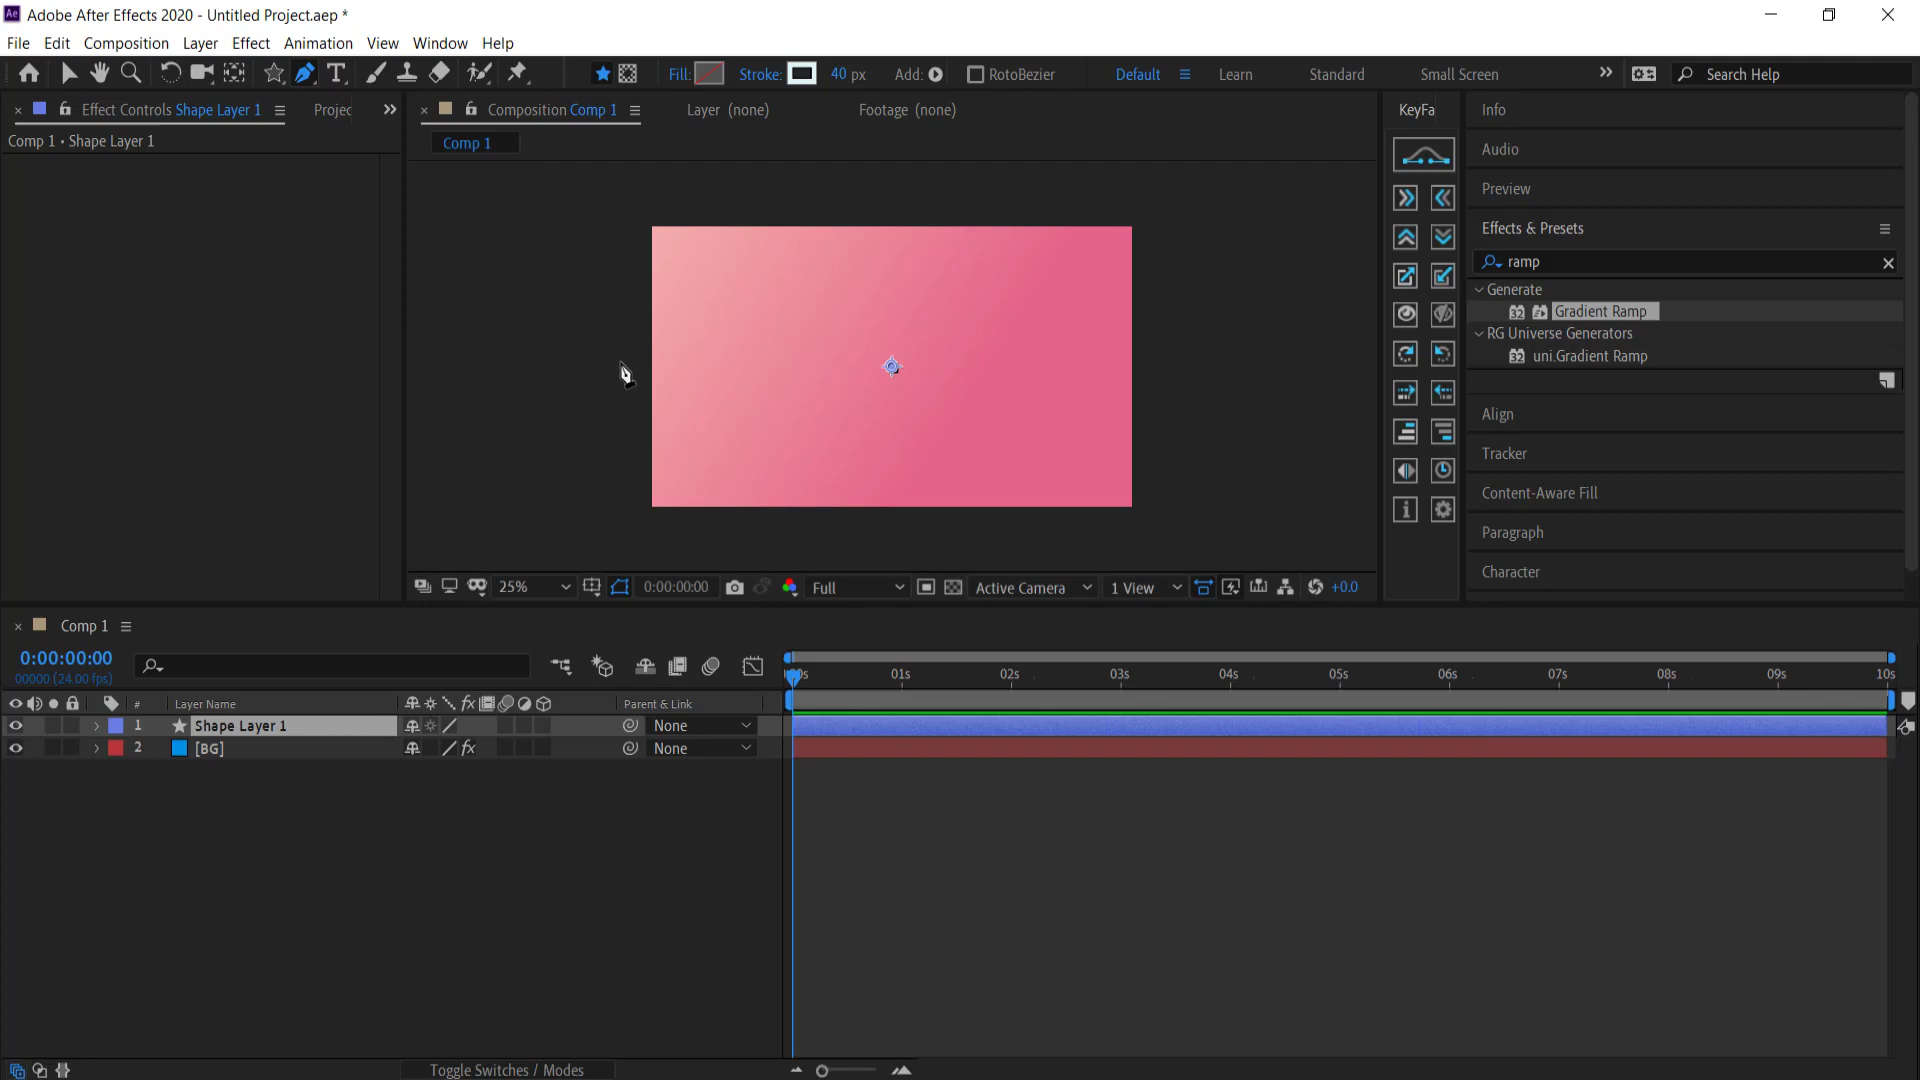 Ae Adobe After Effects 2020 - Untitled Project.aep *
File Edit Composition Layer Effect Animation View Window Help
T Fill: Stroke: 40 px Add: RotoBezier Default Learn Standard Small Screen Search Help
Effect Controls Shape Layer 1 Projec
Composition Comp 1 Layer (none) Footage (none)
KeyFa
Info
Comp 1 • Shape Layer 1
Comp 1
Audio
Preview
Effects & Presets
ramp
Generate
32 Gradient Ramp
RG Universe Generators
32 uni.Gradient Ramp
Align
Tracker
Content-Aware Fill
Paragraph
Character
25% 0:00:00:00 Full Active Camera 1 View +0.0
Comp 1
0:00:00:00
00000 (24.00 fps)
01s 02s 03s 04s 05s 06s 07s 08s 09s 10s
# Layer Name fx Parent & Link
1 Shape Layer 1 None
2 [BG] fx None
Toggle Switches / Modes